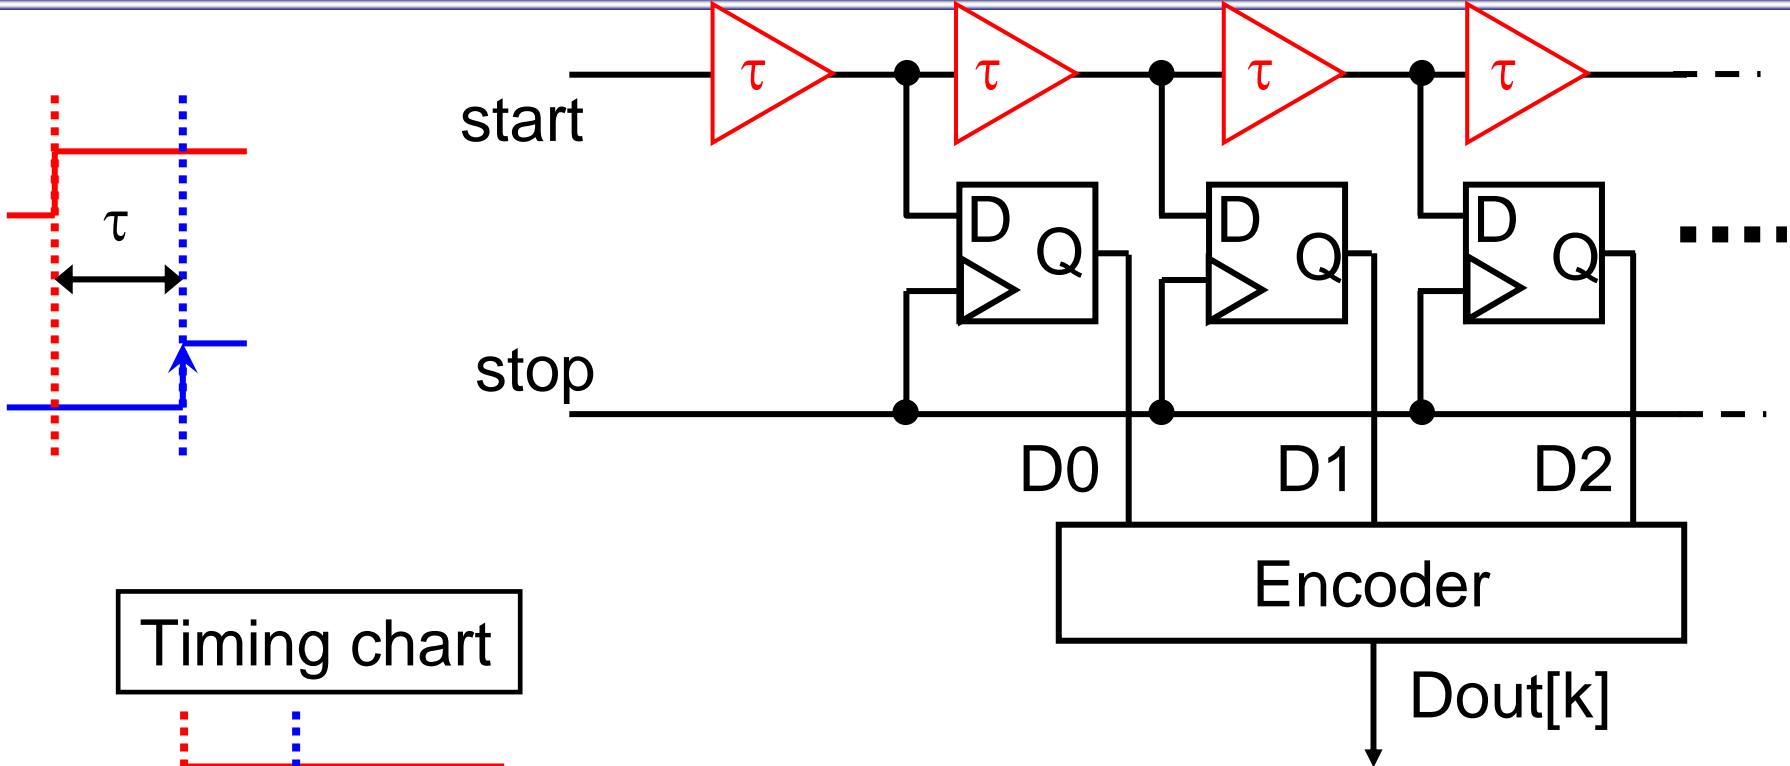 τ τ τ τ
start
τ
D Q D Q D Q
stop
D0 D1 D2
Encoder
Timing chart
Dout[k]